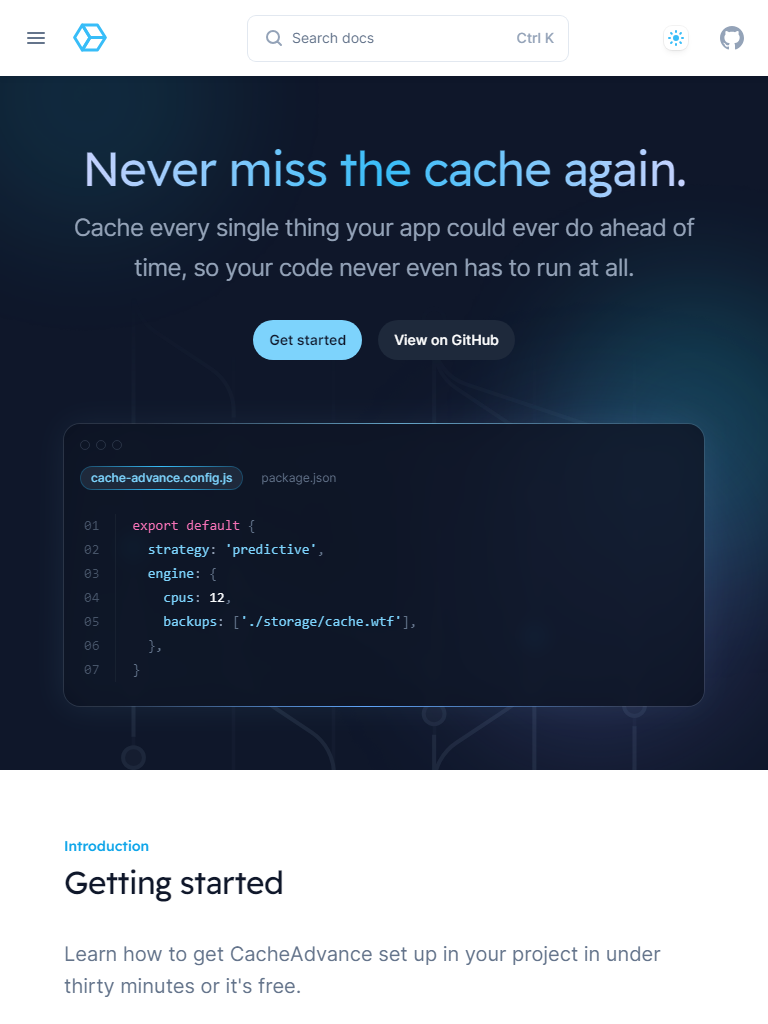 Search docs Ctrl K
Never miss the cache again.
Cache every single thing your app could ever do ahead of
time, so your code never even has to run at all.
Get started View on GitHub
cache-advance.config.js package.json
01 export default {
02   strategy: 'predictive',
03   engine: {
04     cpus: 12,
05     backups: ['./storage/cache.wtf'],
06   },
07 }
Introduction
Getting started
Learn how to get CacheAdvance set up in your project in under
thirty minutes or it's free.